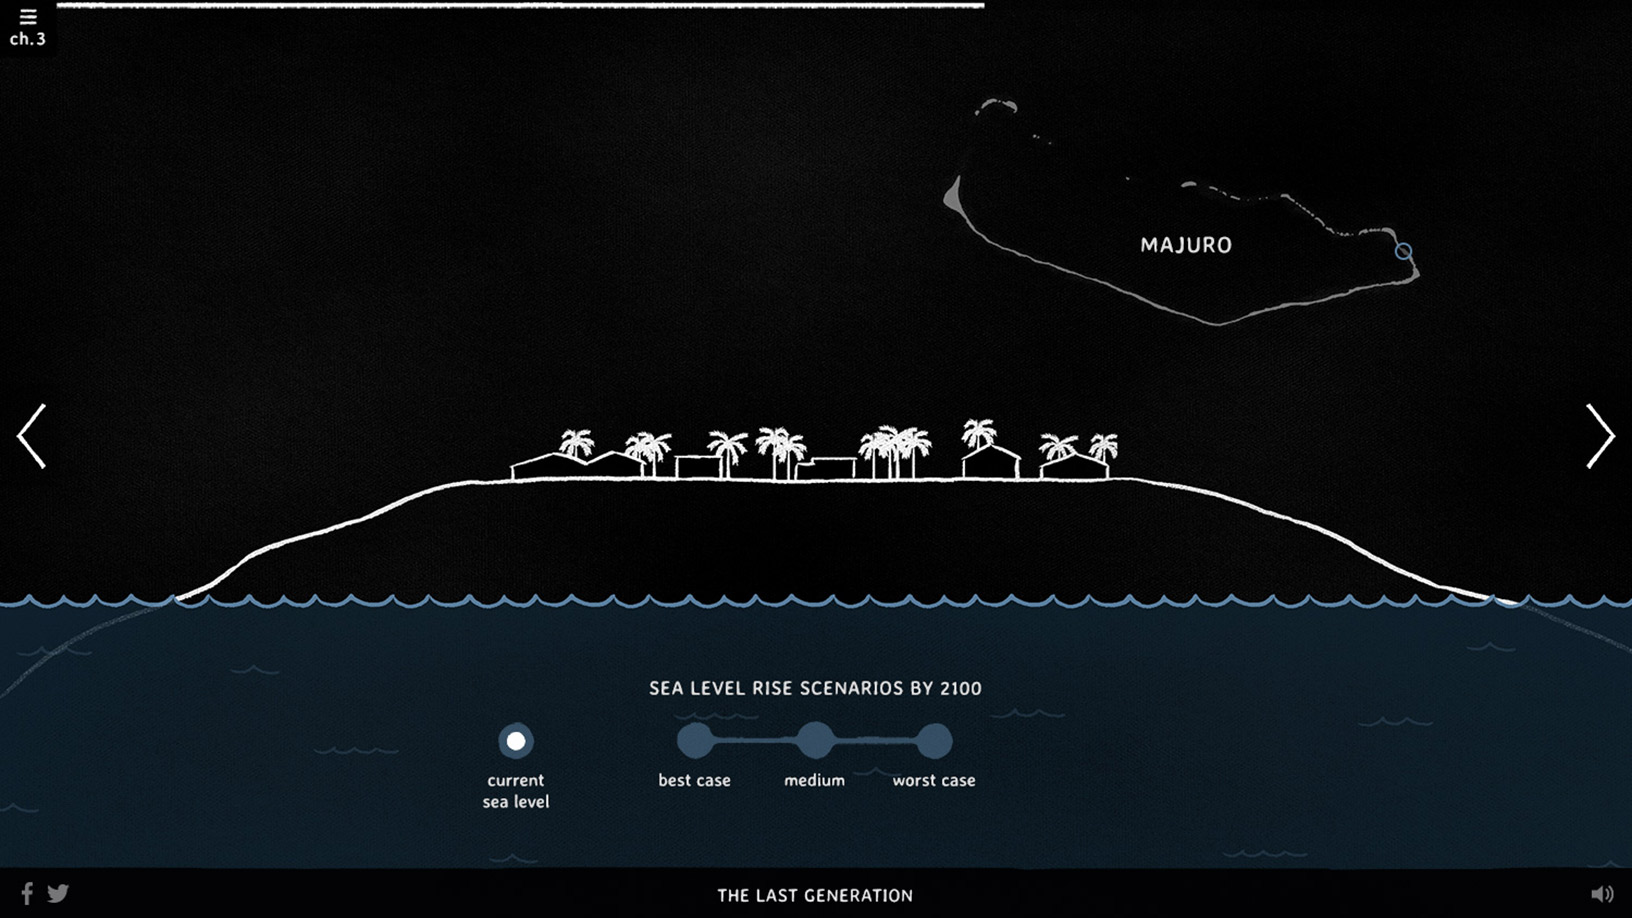 ch.3
MAJURO
SEA LEVEL RISE SCENARIOS BY 2100
current
sea level
best case
medium
worst case
THE LAST GENERATION